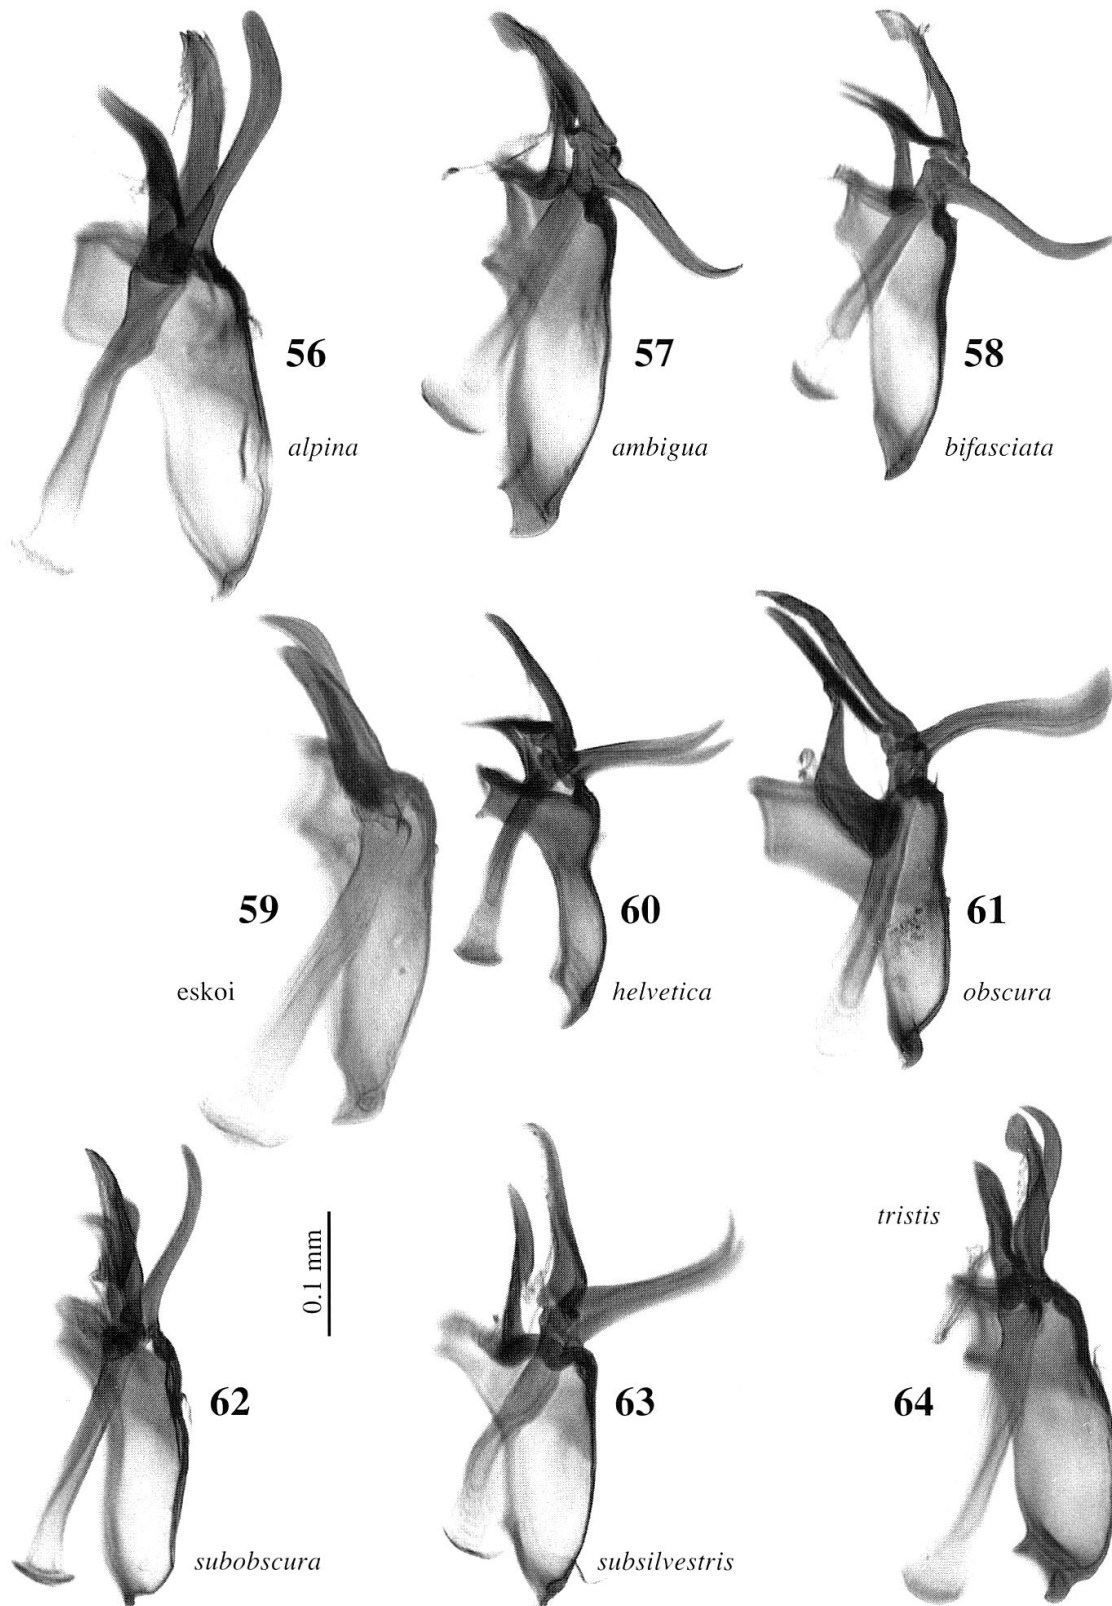 56
alpina
57
ambigua
58
bifasciata
59
eskoi
60
helvetica
61
obscura
62
subobscura
0.1 mm
63
subsilvestris
tristis
64